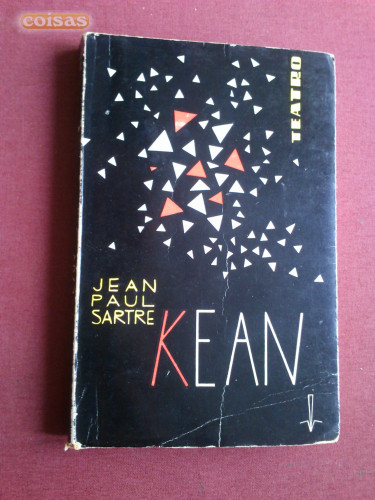 coisas
TEATRO
JEAN
PAUL
SARTRE
KEAN